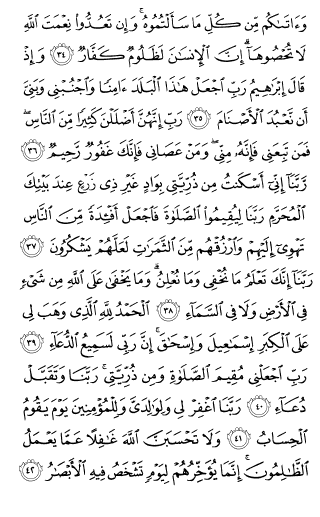 وَءَاتَىٰكُم مِّن كُلِّ مَا سَأَلْتُمُوهُ ۚ وَإِن تَعُدُّوا۟ نِعْمَتَ ٱللَّهِ
لَا تُحْصُوهَآ ۗ إِنَّ ٱلْإِنسَٰنَ لَظَلُومٌ كَفَّارٌ ٣٤ وَإِذْ
قَالَ إِبْرَٰهِيمُ رَبِّ ٱجْعَلْ هَٰذَا ٱلْبَلَدَ ءَامِنًا وَٱجْنُبْنِى وَبَنِىَّ
أَن نَّعْبُدَ ٱلْأَصْنَامَ ٣٥ رَبِّ إِنَّهُنَّ أَضْلَلْنَ كَثِيرًا مِّنَ ٱلنَّاسِ ۖ
فَمَن تَبِعَنِى فَإِنَّهُۥ مِنِّى ۖ وَمَنْ عَصَانِى فَإِنَّكَ غَفُورٌ رَّحِيمٌ ٣٦
رَّبَّنَآ إِنِّىٓ أَسْكَنتُ مِن ذُرِّيَّتِى بِوَادٍ غَيْرِ ذِى زَرْعٍ عِندَ بَيْتِكَ
ٱلْمُحَرَّمِ رَبَّنَا لِيُقِيمُوا۟ ٱلصَّلَوٰةَ فَٱجْعَلْ أَفْـِٔدَةً مِّنَ ٱلنَّاسِ
تَهْوِىٓ إِلَيْهِمْ وَٱرْزُقْهُم مِّنَ ٱلثَّمَرَٰتِ لَعَلَّهُمْ يَشْكُرُونَ ٣٧
رَبَّنَآ إِنَّكَ تَعْلَمُ مَا نُخْفِى وَمَا نُعْلِنُ ۗ وَمَا يَخْفَىٰ عَلَى ٱللَّهِ مِن شَىْءٍ
فِى ٱلْأَرْضِ وَلَا فِى ٱلسَّمَآءِ ٣٨ ٱلْحَمْدُ لِلَّهِ ٱلَّذِى وَهَبَ لِى
عَلَى ٱلْكِبَرِ إِسْمَٰعِيلَ وَإِسْحَٰقَ ۚ إِنَّ رَبِّى لَسَمِيعُ ٱلدُّعَآءِ ٣٩
رَبِّ ٱجْعَلْنِى مُقِيمَ ٱلصَّلَوٰةِ وَمِن ذُرِّيَّتِى ۚ رَبَّنَا وَتَقَبَّلْ
دُعَآءِ ٤٠ رَبَّنَا ٱغْفِرْ لِى وَلِوَٰلِدَىَّ وَلِلْمُؤْمِنِينَ يَوْمَ يَقُومُ
ٱلْحِسَابُ ٤١ وَلَا تَحْسَبَنَّ ٱللَّهَ غَٰفِلًا عَمَّا يَعْمَلُ
ٱلظَّٰلِمُونَ ۚ إِنَّمَا يُؤَخِّرُهُمْ لِيَوْمٍ تَشْخَصُ فِيهِ ٱلْأَبْصَٰرُ ٤٢